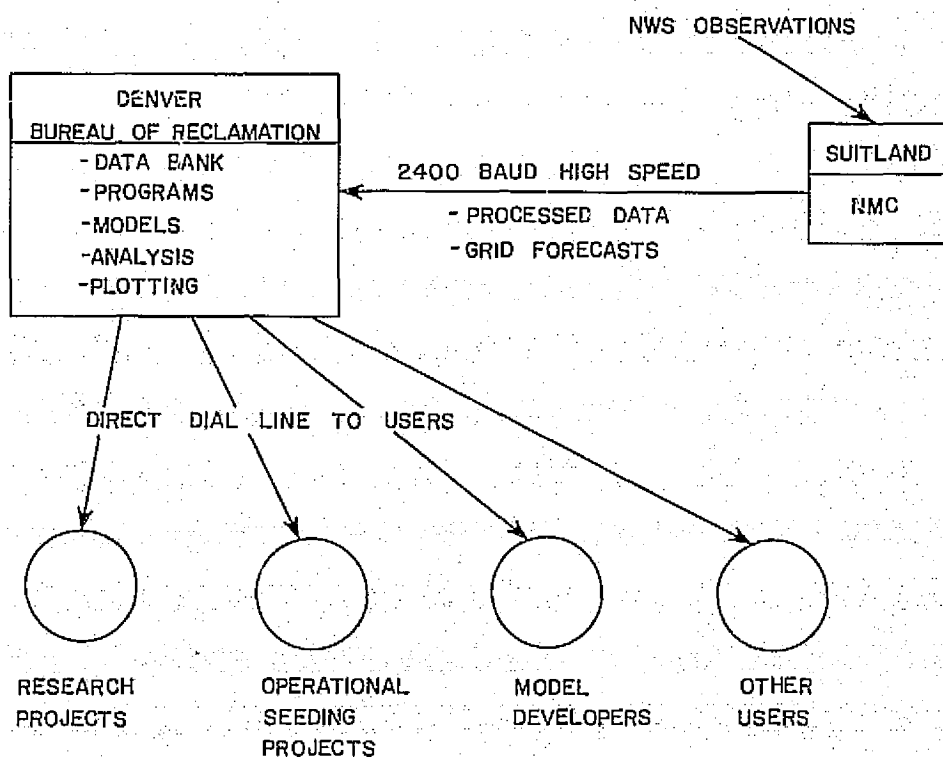 NWS OBSERVATIONS
DENVER
BUREAU OF RECLAMATION
-DATA BANK
-PROGRAMS
-MODELS
-ANALYSIS
-PLOTTING
2400 BAUD HIGH SPEED
- PROCESSED DATA
- GRID FORECASTS
SUITLAND
NMC
DIRECT DIAL LINE TO USERS
RESEARCH
PROJECTS
OPERATIONAL
SEEDING
PROJECTS
MODEL
DEVELOPERS
OTHER
USERS